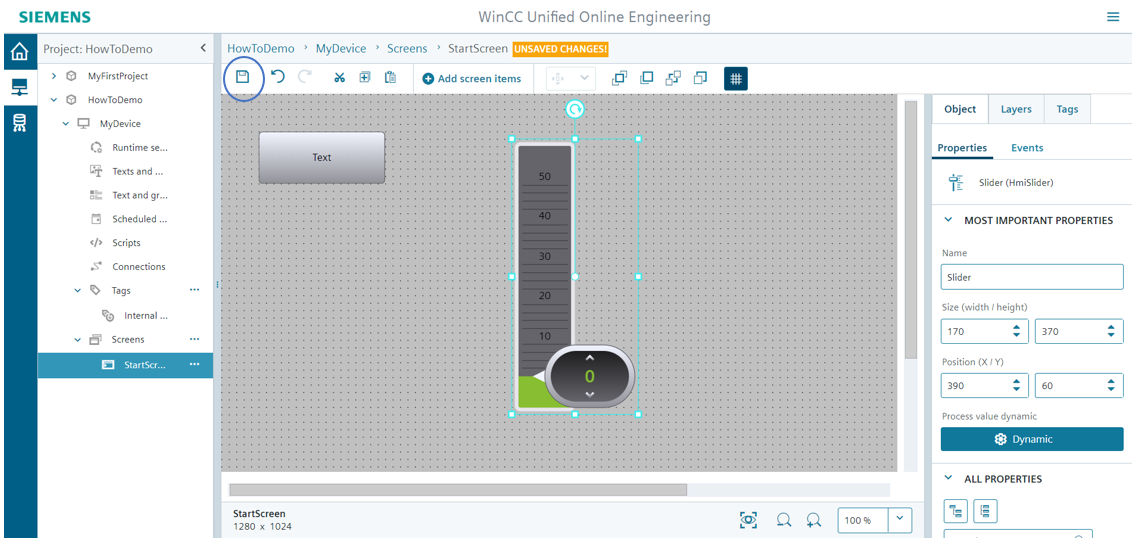 SIEMENS
WinCC Unified Online Engineering
Project: HowToDemo
HowToDemo > MyDevice > Screens > StartScreen UNSAVED CHANGES!
Add screen items
MyFirstProject
HowToDemo
MyDevice
Runtime se...
Texts and ...
Text and gr...
Scheduled ...
Scripts
Connections
Tags
Internal ...
Screens
StartScr...
Text
50
40
30
20
10
0
StartScreen
1280 x 1024
100 %
Object Layers Tags
Properties Events
Slider (HmiSlider)
MOST IMPORTANT PROPERTIES
Name
Slider
Size (width / height)
170 370
Position (X / Y)
390 60
Process value dynamic
Dynamic
ALL PROPERTIES